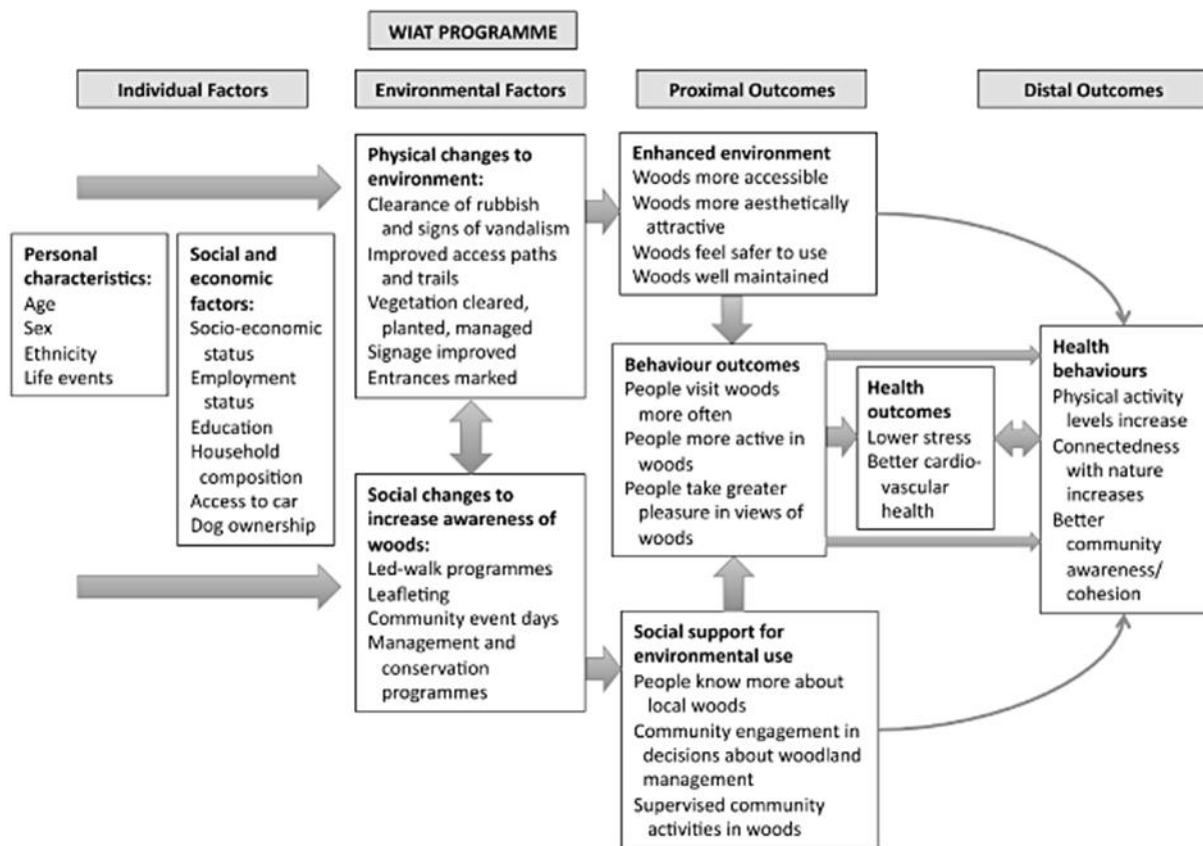 WIAT PROGRAMME
Individual Factors
Environmental Factors
Proximal Outcomes
Distal Outcomes
Personal
characteristics:
Age
Sex
Ethnicity
Life events
Social and
economic
factors:
Socio-economic
status
Employment
status
Education
Household
composition
Access to car
Dog ownership
Physical changes to
environment:
Clearance of rubbish
and signs of vandalism
Improved access paths
and trails
Vegetation cleared,
planted, managed
Signage improved
Entrances marked
Social changes to
increase awareness of
woods:
Led-walk programmes
Leafleting
Community event days
Management and
conservation
programmes
Enhanced environment
Woods more accessible
Woods more aesthetically
attractive
Woods feel safer to use
Woods well maintained
Behaviour outcomes
People visit woods
more often
People more active in
woods
People take greater
pleasure in views of
woods
Social support for
environmental use
People know more about
local woods
Community engagement in
decisions about woodland
management
Supervised community
activities in woods
Health
outcomes
Lower stress
Better cardio-
vascular
health
Health
behaviours
Physical activity
levels increase
Connectedness
with nature
increases
Better
community
awareness/
cohesion